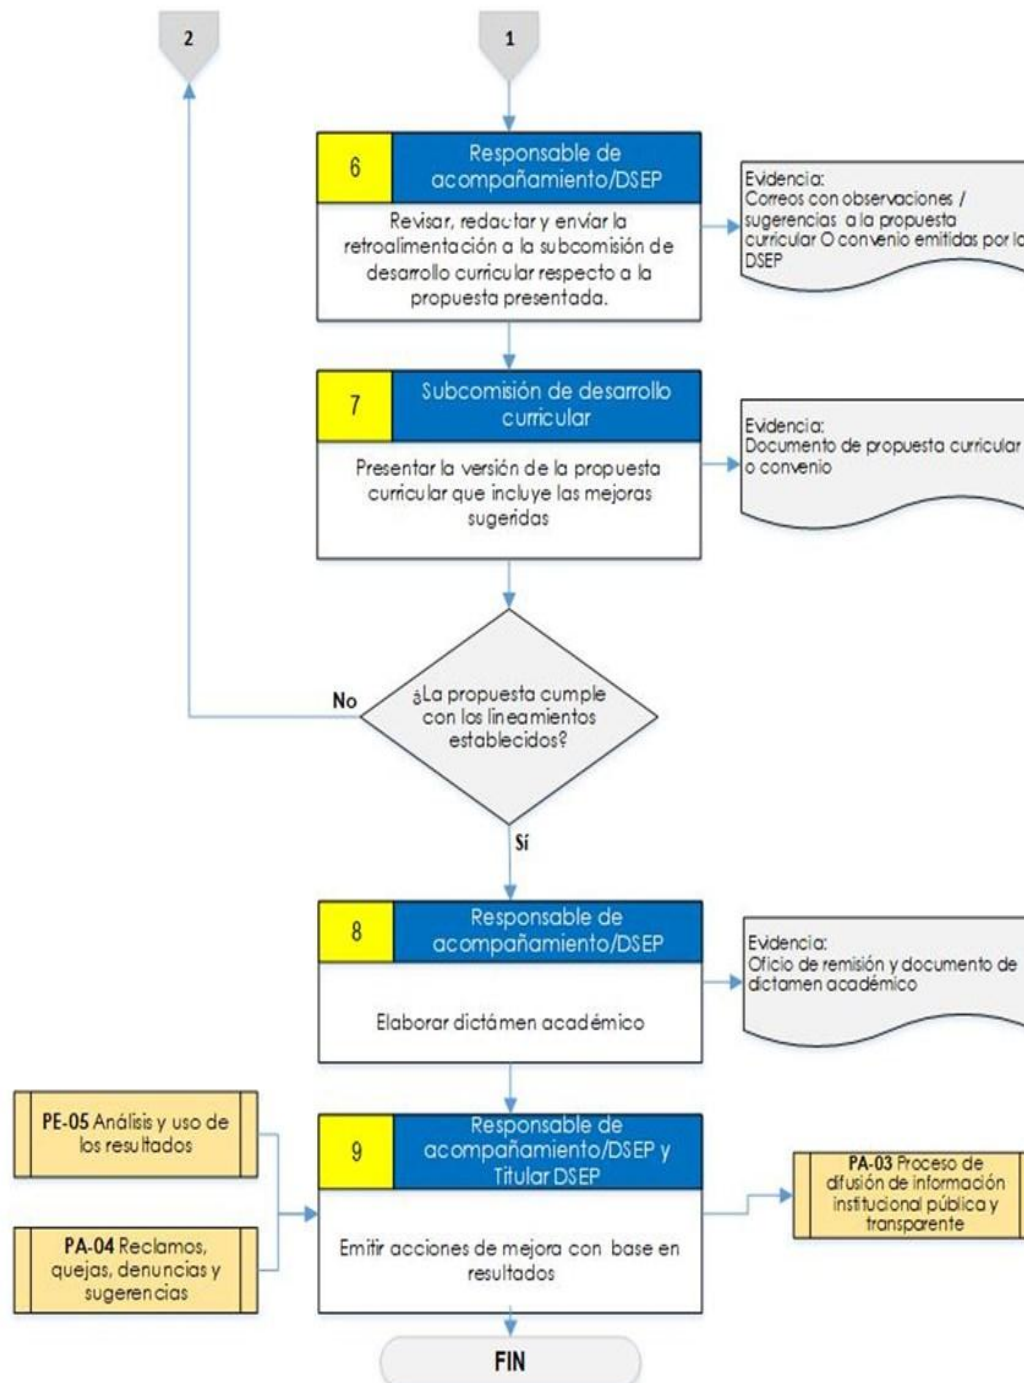 2
1
6
Responsable de
acompañamiento/DSEP
Revisar, redactar y envíar la
retroalimentación a la subcomisión de
desarrollo curricular respecto a la
propuesta presentada.
Evidencia:
Correos con observaciones /
sugerencias a la propuesta
curricular O convenio emitidas por
DSEP
7
Subcomisión de desarrollo
curricular
Presentar la versión de la propuesta
curricular que incluye las mejoras
sugeridas
Evidencia:
Documento de propuesta curricular
o convenio
No
¿La propuesta cumple
con los lineamientos
establecidos?
Sí
8
Responsable de
acompañamiento/DSEP
Elaborar dictámen académico
Evidencia:
Oficio de remisión y documento de
dictamen académico
PE-05 Análisis y uso de
los resultados
PA-04 Reclamos,
quejas, denuncias y
sugerencias
9
Responsable de
acompañamiento/DSEP y
Titular DSEP
Emitir acciones de mejora con base en
resultados
PA-03 Proceso de
difusión de información
institucional pública y
transparente
FIN